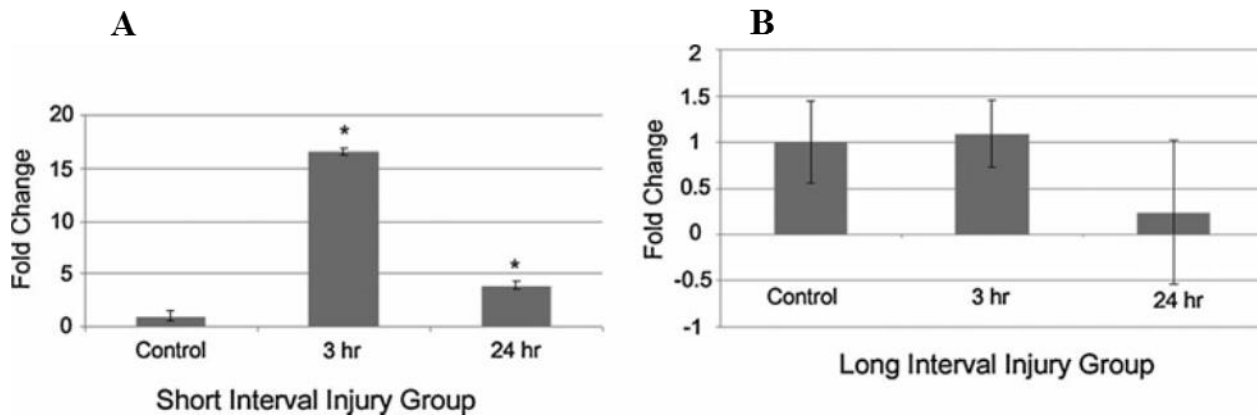 A
Fold Change
20
15
10
5
0
*
*
Control 3 hr 24 hr
Short Interval Injury Group
B
Fold Change
2
1.5
1
0.5
0
-0.5
-1
Control 3 hr 24 hr
Long Interval Injury Group